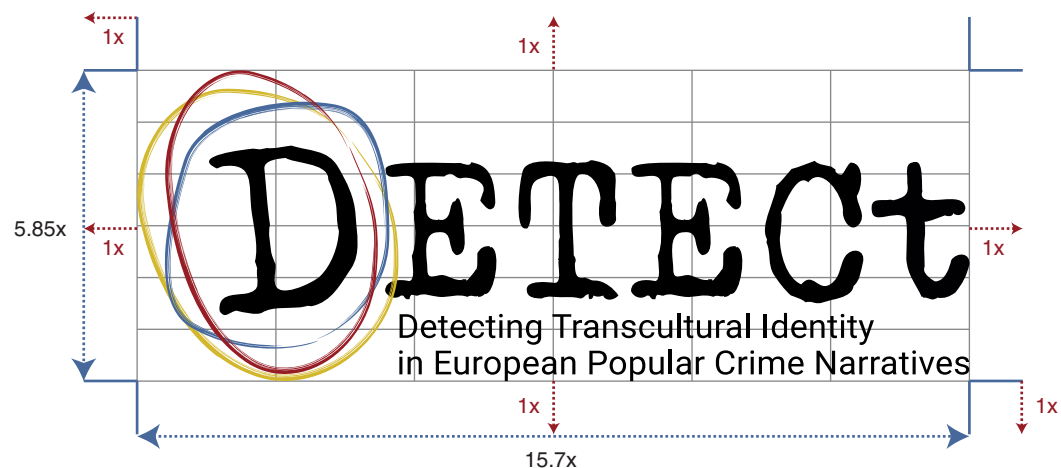 1x
1x
5.85x
1x
1x
DETECt
Detecting Transcultural Identity
in European Popular Crime Narratives
1x
1x
15.7x